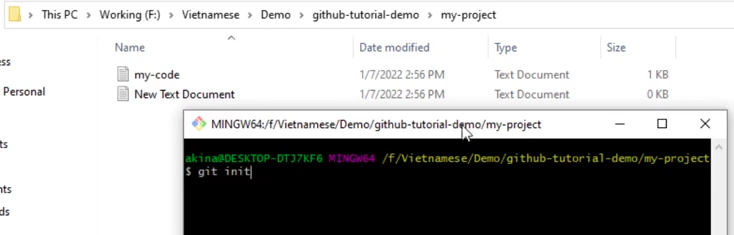 This PC > Working (F:) > Vietnamese > Demo > github-tutorial-demo > my-project
Name Date modified Type Size
ess
my-code 1/7/2022 2:56 PM Text Document 1 KB
Personal New Text Document 1/7/2022 2:56 PM Text Document 0 KB
MINGW64:/f/Vietnamese/Demo/github-tutorial-demo/my-project
ts
akina@DESKTOP-DTJ7KF6 MINGW64 /f/Vietnamese/Demo/github-tutorial-demo/my-project
$ git init
nts
ds